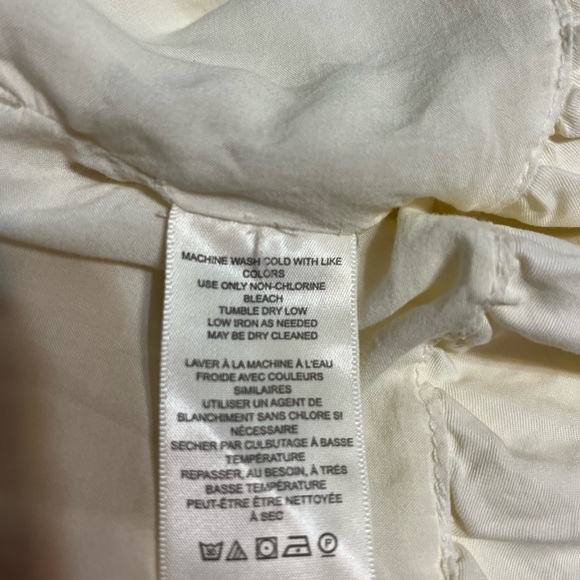 MACHINE WASH COLD WITH LIKE
COLORS
USE ONLY NON-CHLORINE
BLEACH
TUMBLE DRY LOW
LOW IRON AS NEEDED
MAY BE DRY CLEANED
LAVER À LA MACHINE À L'EAU
FROIDE AVEC COULEURS
SIMILAIRES
UTILISER UN AGENT DE
BLANCHIMENT SANS CHLORE SI
NÉCESSAIRE
SECHER PAR CULBUTAGE À BASSE
TEMPÉRATURE
REPASSER, AU BESOIN, À TRÈS
BASSE TEMPÉRATURE
PEUT-ÊTRE ÊTRE NETTOYÉE
À SEC
P